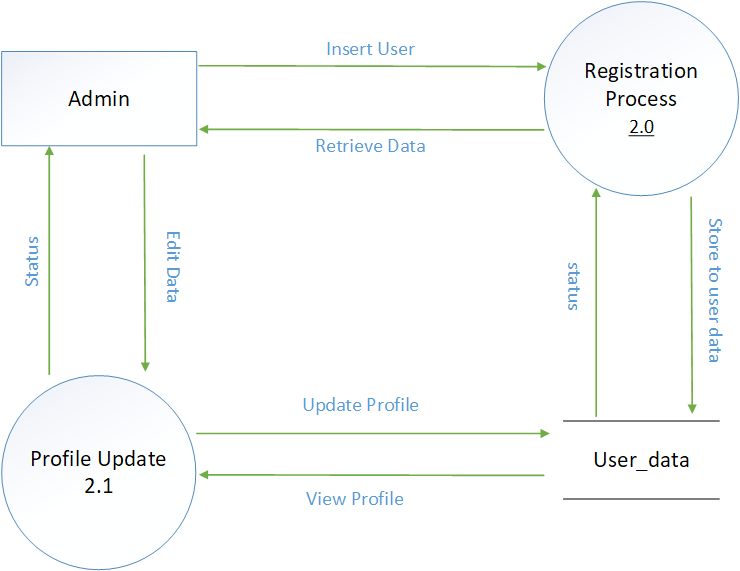 Insert User
Admin
Registration
Process
2.0
Retrieve Data
Status
Edit Data
status
Store to user data
Update Profile
Profile Update
2.1
User_data
View Profile